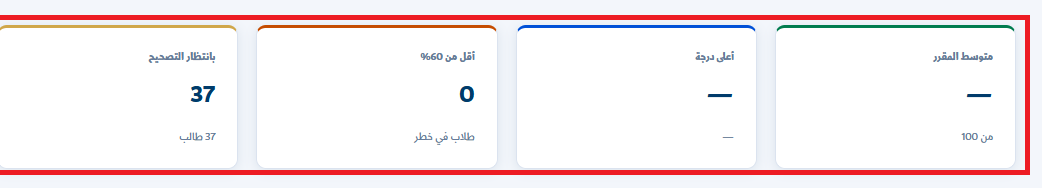 متوسط المقرر
—
من 100
أعلى درجة
—
—
أقل من 60%
0
طلاب في خطر
بانتظار التصحيح
37
37 طالب